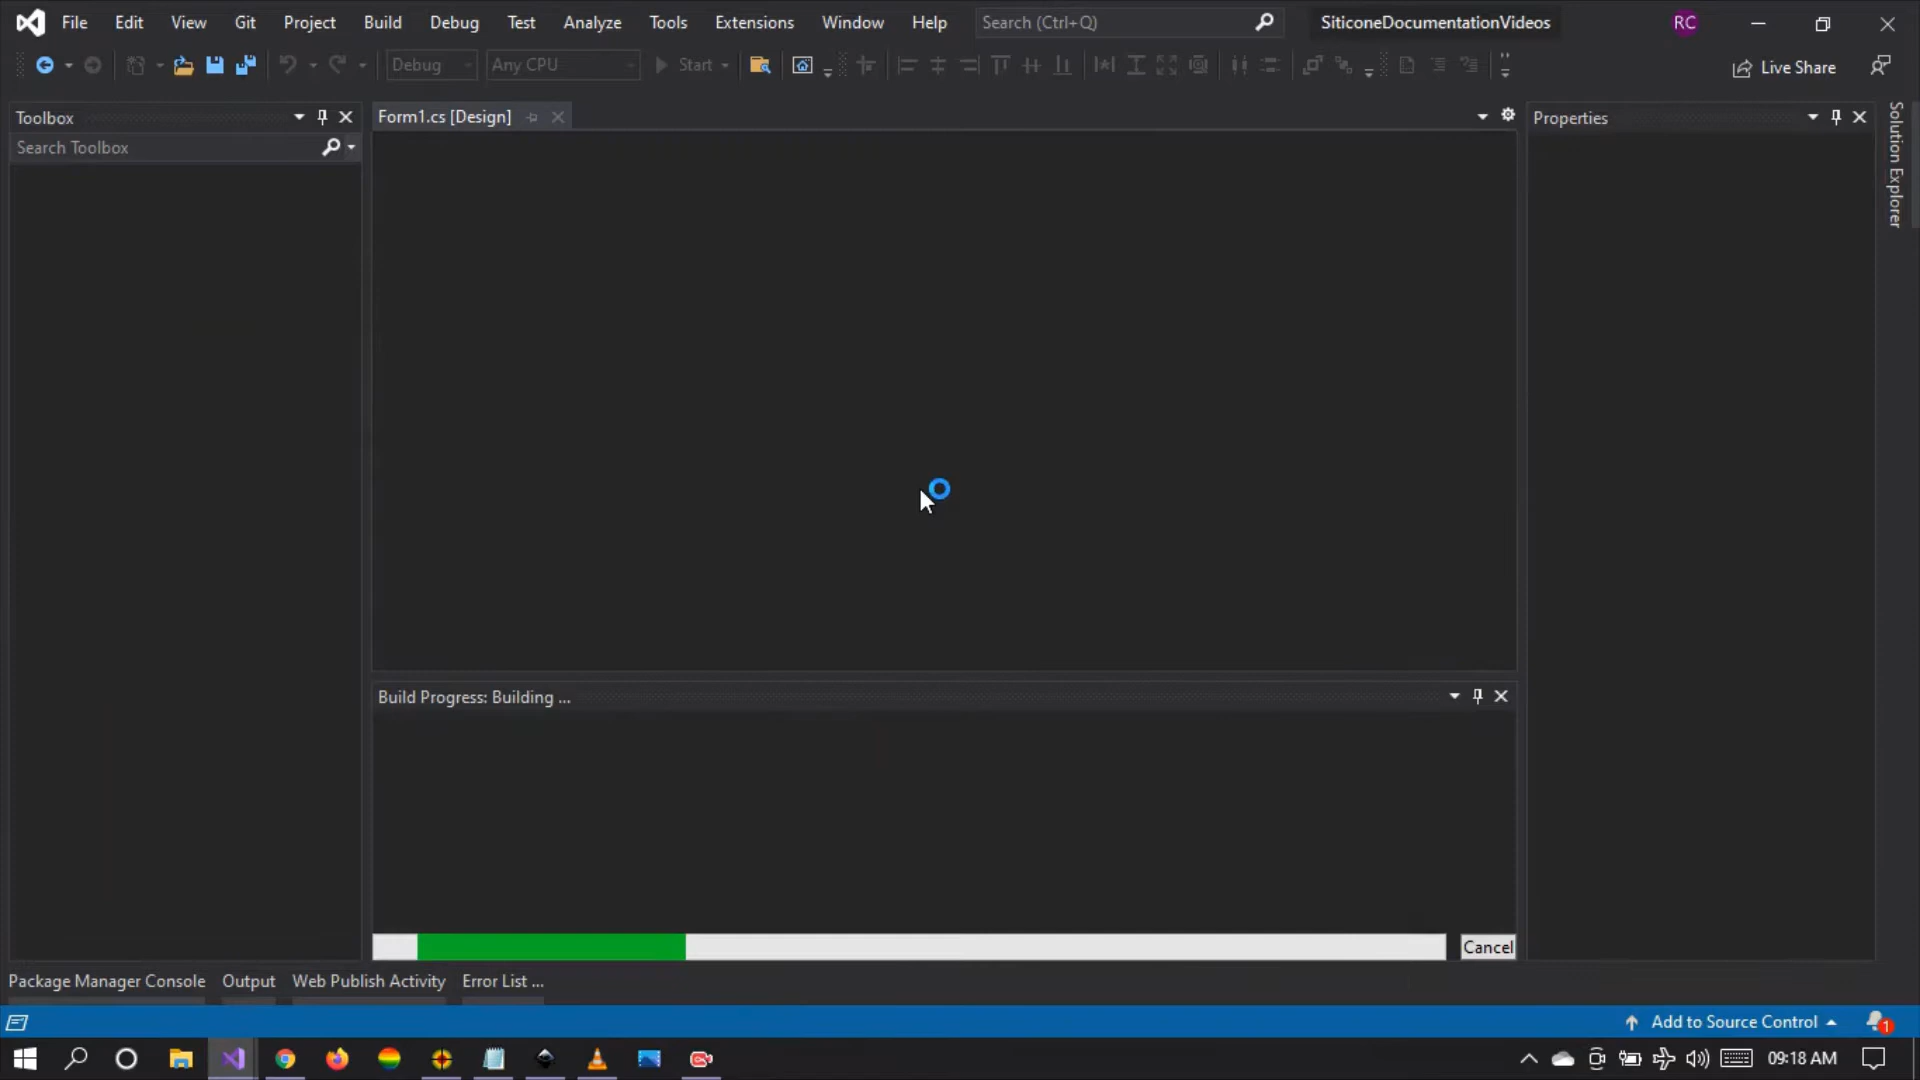 File Edit View Git Project Build Debug Test Analyze Tools Extensions Window Help Search (Ctrl+Q) SiticoneDocumentationVideos RC
Debug Any CPU Start Live Share
Toolbox
Search Toolbox
Form1.cs [Design]
Properties
Solution Explorer
Build Progress: Building ...
Cancel
Package Manager Console Output Web Publish Activity Error List ...
Add to Source Control 1
09:18 AM